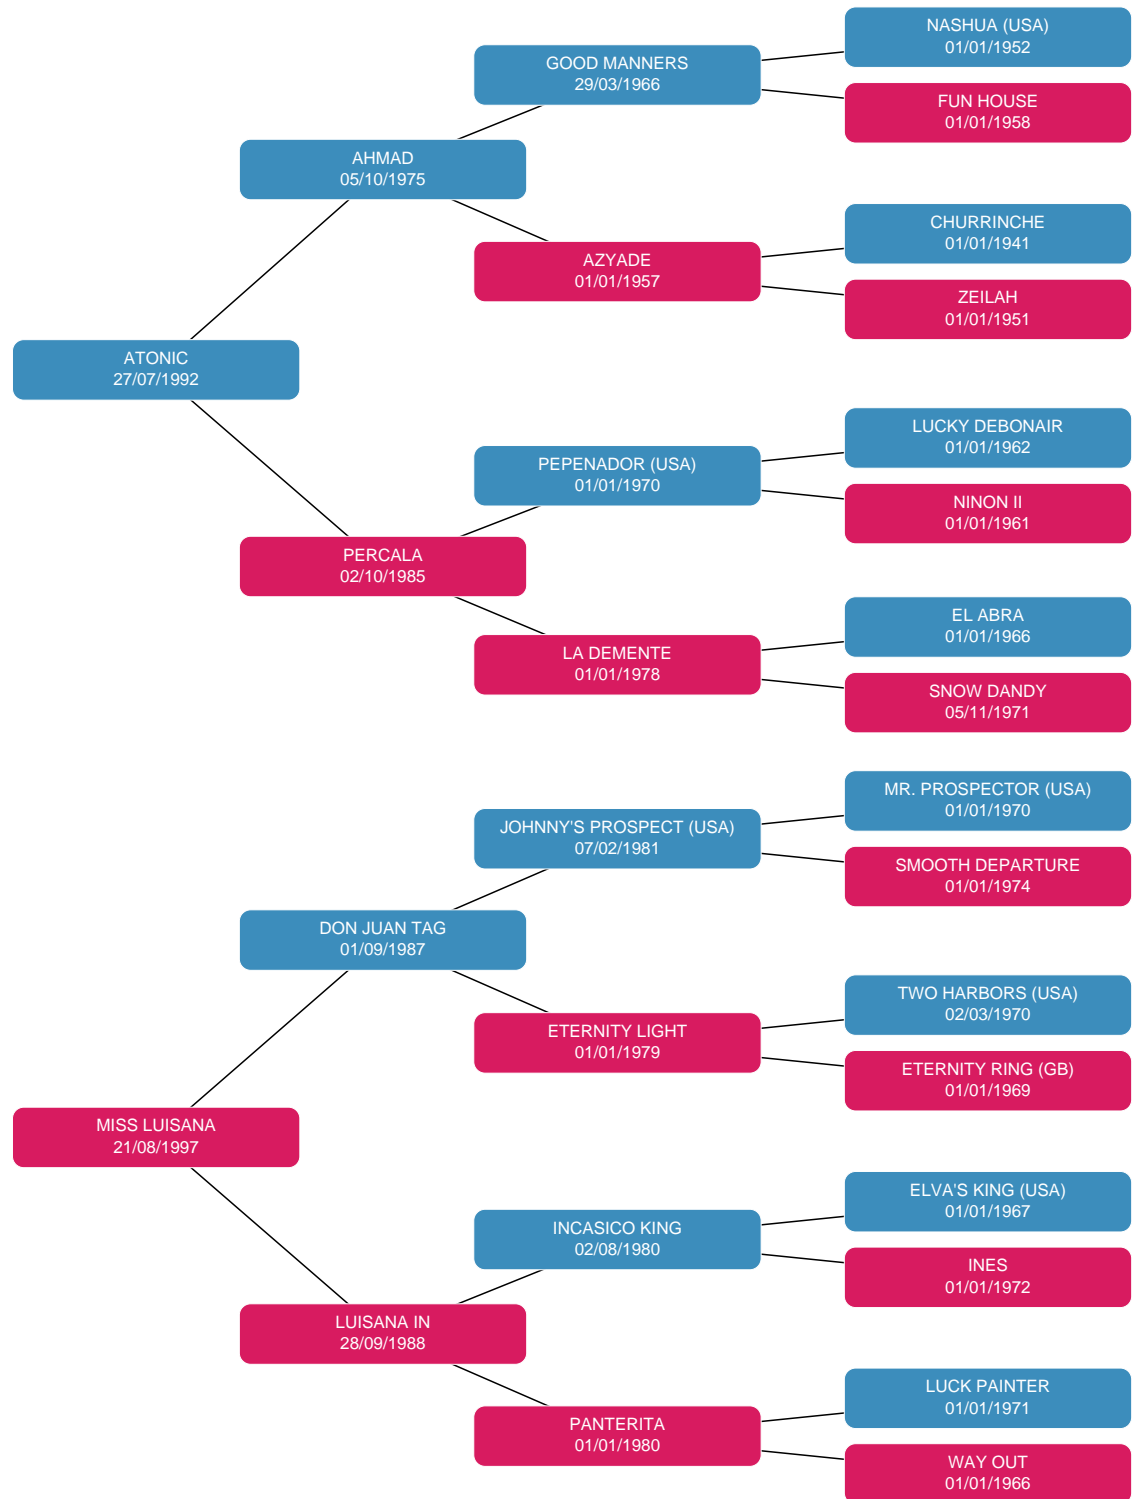 NASHUA (USA)
01/01/1952
GOOD MANNERS
29/03/1966
FUN HOUSE
01/01/1958
AHMAD
05/10/1975
CHURRINCHE
01/01/1941
AZYADE
01/01/1957
ZEILAH
01/01/1951
ATONIC
27/07/1992
LUCKY DEBONAIR
01/01/1962
PEPENADOR (USA)
01/01/1970
NINON II
01/01/1961
PERCALA
02/10/1985
EL ABRA
01/01/1966
LA DEMENTE
01/01/1978
SNOW DANDY
05/11/1971
MR. PROSPECTOR (USA)
01/01/1970
JOHNNY'S PROSPECT (USA)
07/02/1981
SMOOTH DEPARTURE
01/01/1974
DON JUAN TAG
01/09/1987
TWO HARBORS (USA)
02/03/1970
ETERNITY LIGHT
01/01/1979
ETERNITY RING (GB)
01/01/1969
MISS LUISANA
21/08/1997
ELVA'S KING (USA)
01/01/1967
INCASICO KING
02/08/1980
INES
01/01/1972
LUISANA IN
28/09/1988
LUCK PAINTER
01/01/1971
PANTERITA
01/01/1980
WAY OUT
01/01/1966